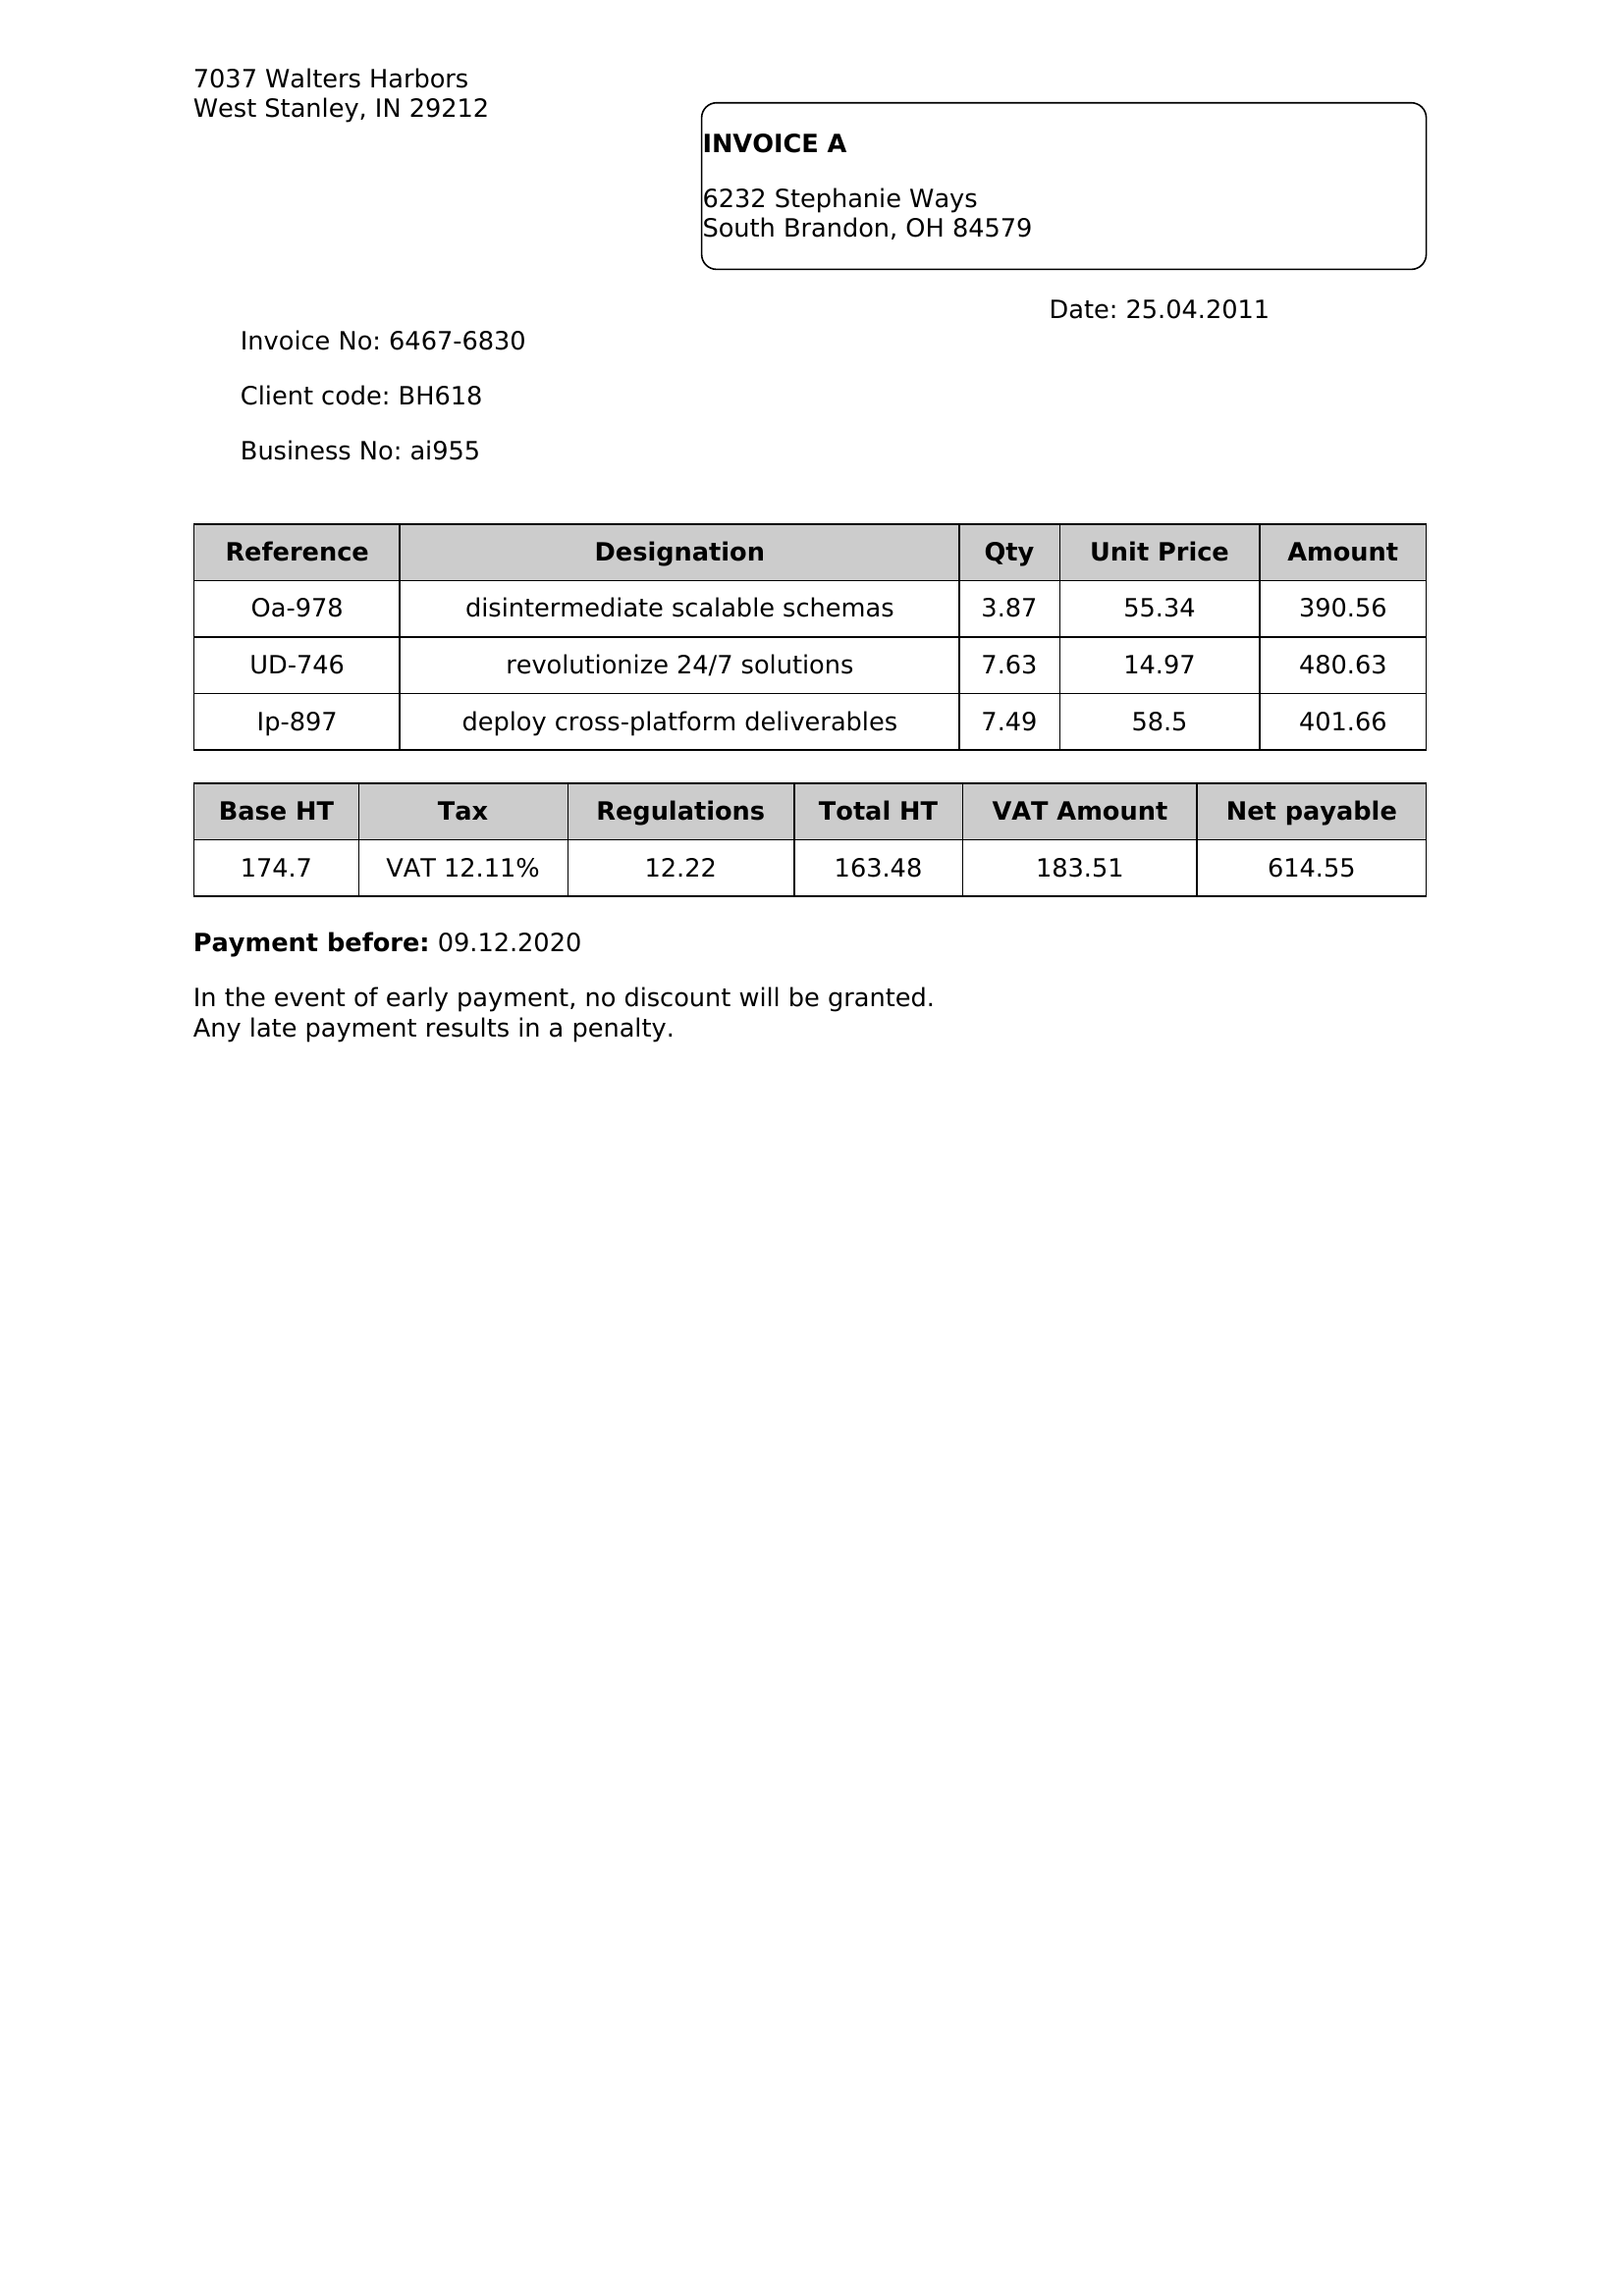 7037 Walters Harbors
West Stanley, IN 29212
INVOICE A
6232 Stephanie Ways
South Brandon, OH 84579
Date: 25.04.2011
Invoice No: 6467-6830
Client code: BH618
Business No: ai955
Reference Designation Qty Unit Price Amount
Oa-978 disintermediate scalable schemas 3.87 55.34 390.56
UD-746 revolutionize 24/7 solutions 7.63 14.97 480.63
Ip-897 deploy cross-platform deliverables 7.49 58.5 401.66
Base HT Tax Regulations Total HT VAT Amount Net payable
174.7 VAT 12.11% 12.22 163.48 183.51 614.55
Payment before: 09.12.2020
In the event of early payment, no discount will be granted.
Any late payment results in a penalty.